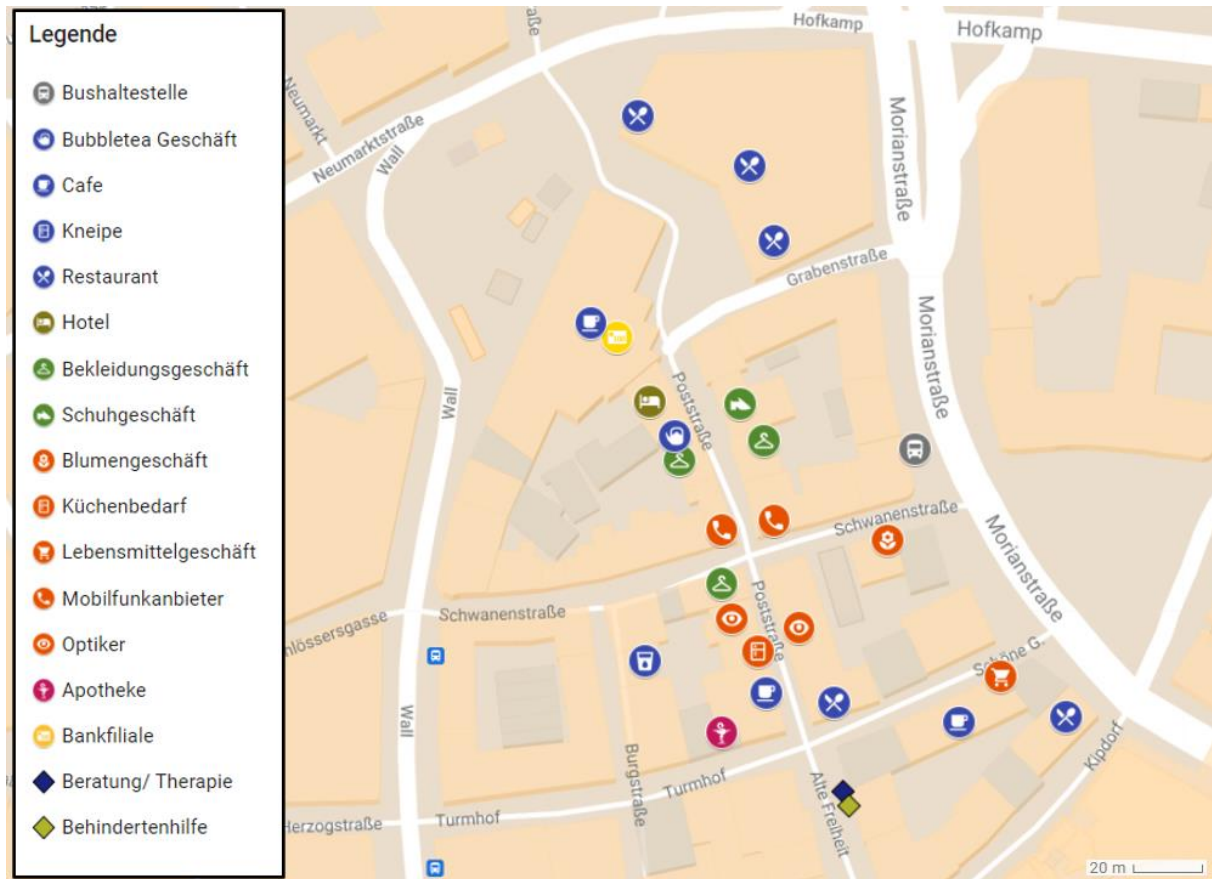 Legende
Bushaltestelle
Bubbletea Geschäft
Cafe
Kneipe
Restaurant
Hotel
Bekleidungsgeschäft
Schuhgeschäft
Blumengeschäft
Küchenbedarf
Lebensmittelgeschäft
Mobilfunkanbieter
Optiker
Apotheke
Bankfiliale
Beratung/ Therapie
Behindertenhilfe
Hofkamp
Hofkamp
Neumarkt
Neumarktstraße
Wall
Morianstraße
Grabenstraße
Morianstraße
Wall
Poststraße
Schwanenstraße
Morianstraße
Schwanenstraße
Poststraße
Schöne G.
Wall
Burgstraße
Turmhof
Alte Freiheit
Kipdorf
Herzogstraße
Turmhof
20 m